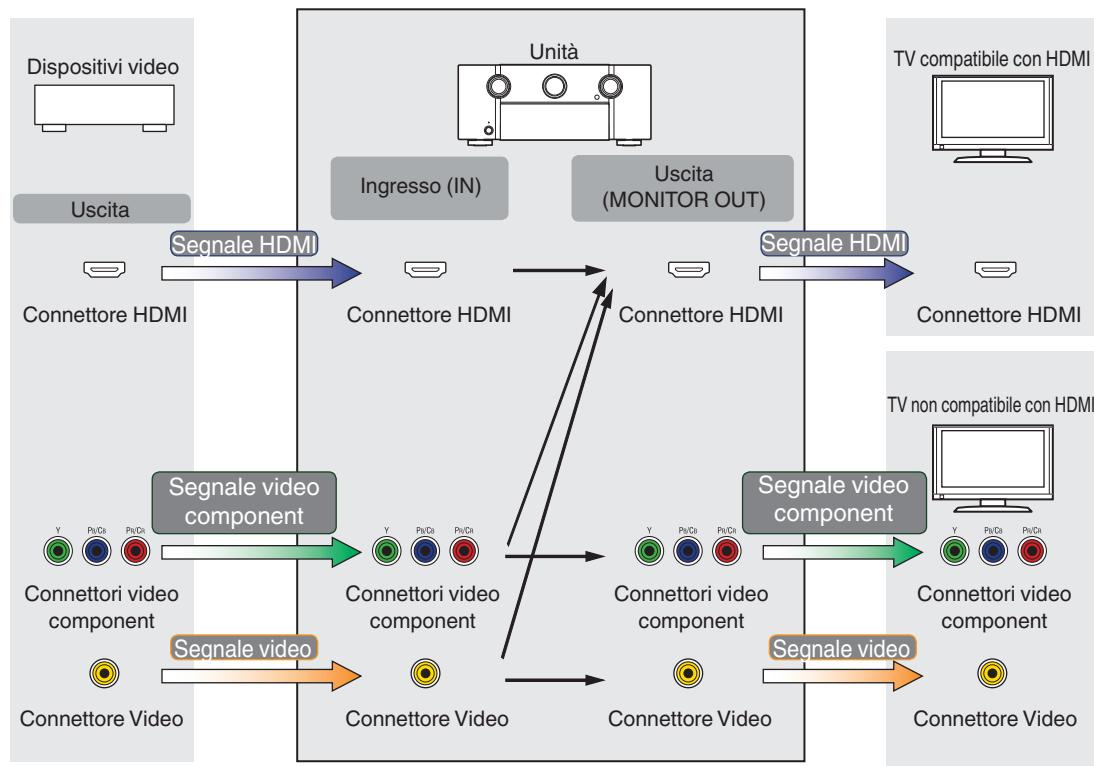 Dispositivi video
Unità
TV compatibile con HDMI
Uscita
Ingresso (IN)
Uscita
(MONITOR OUT)
Segnale HDMI
Segnale HDMI
Connettore HDMI
Connettore HDMI
Connettore HDMI
Connettore HDMI
TV non compatibile con HDMI
Segnale video
component
Segnale video
component
Y PB/CB PR/CR
Y PB/CB PR/CR
Y PB/CB PR/CR
Y PB/CB PR/CR
Connettori video
component
Connettori video
component
Connettori video
component
Connettori video
component
Segnale video
Segnale video
Connettore Video
Connettore Video
Connettore Video
Connettore Video